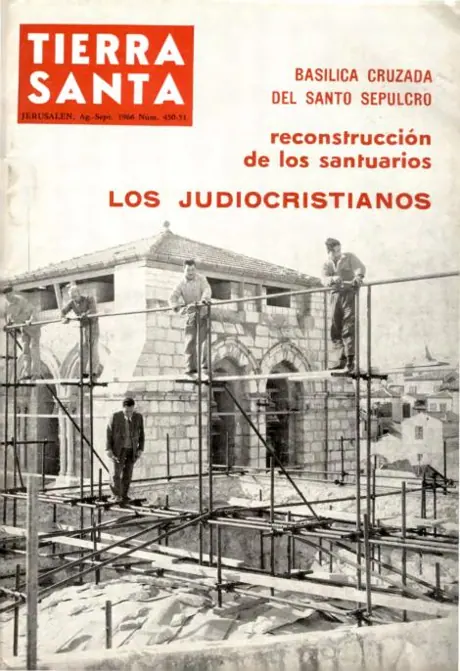 TIERRA
SANTA
JERUSALEN, Ag.-Sept. 1966 Núm. 450-51
BASILICA CRUZADA
DEL SANTO SEPULCRO
reconstrucción
de los santuarios
LOS JUDIOCRISTIANOS